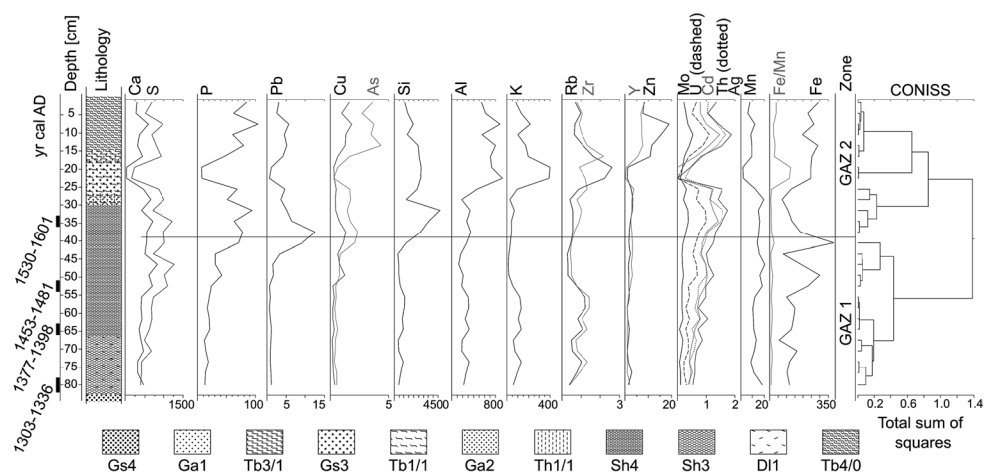 yr cal AD
Depth [cm]
Lithology
Ca
S
P
Pb
Cu
As
Si
Al
K
Rb
Zr
Y
Zn
Mo
U (dashed)
Cd
Th (dotted)
Ag
Mn
Fe/Mn
Fe
Zone
CONISS
5
10
15
20
25
30
35
40
45
50
55
60
65
70
75
80
1530-1601
1453-1481
1377-1398
1303-1336
GAZ 2
GAZ 1
1500 100 5 15 5 4500 800 400 3 20 1 2 20 350 0.2 0.6 1.0 1.4
Total sum of
squares
Gs4 Ga1 Tb3/1 Gs3 Tb1/1 Ga2 Th1/1 Sh4 Sh3 Dl1 Tb4/0